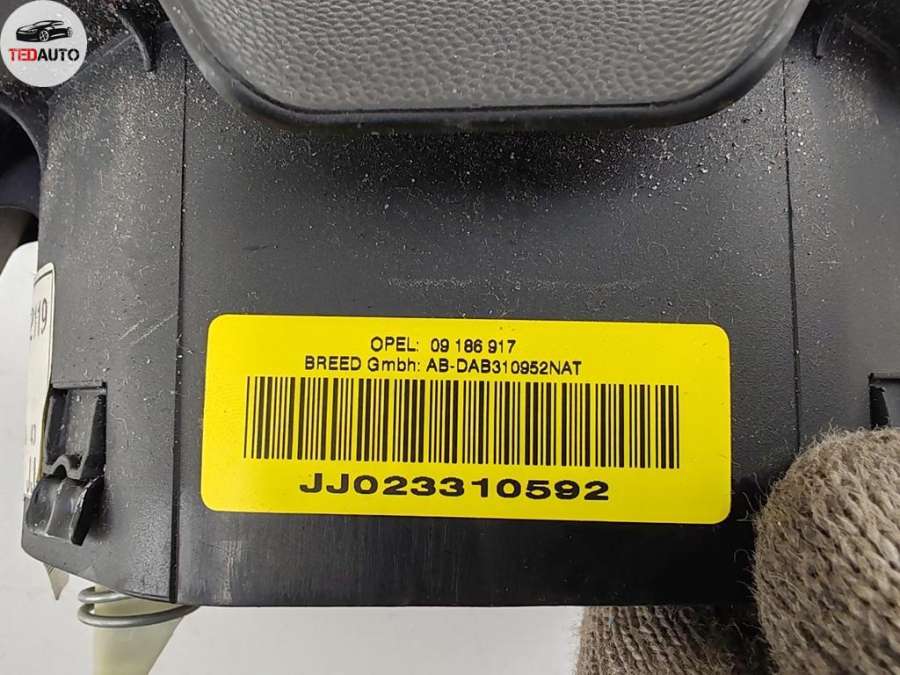 TEDAUTO
OPEL: 09 186 917
BREED Gmbh: AB-DAB310952NAT
JJ023310592